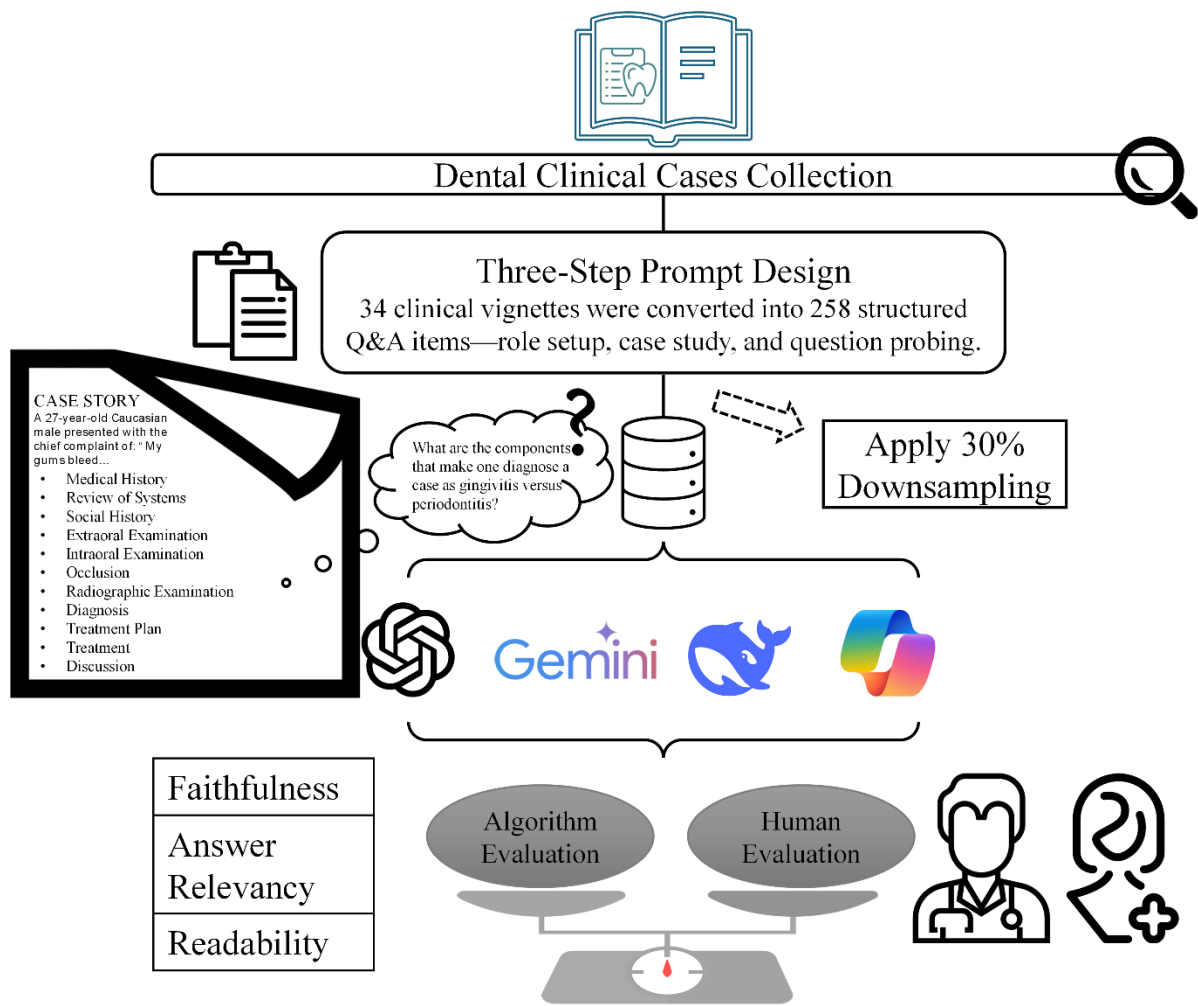 Dental Clinical Cases Collection
Three-Step Prompt Design
34 clinical vignettes were converted into 258 structured
Q&A items—role setup, case study, and question probing.
CASE STORY
A 27-year-old Caucasian
male presented with the
chief complaint of: “ My
gums bleed…
• Medical History
• Review of Systems
• Social History
• Extraoral Examination
• Intraoral Examination
• Occlusion
• Radiographic Examination
• Diagnosis
• Treatment Plan
• Treatment
• Discussion
?
What are the components
that make one diagnose a
case as gingivitis versus
periodontitis?
Apply 30%
Downsampling
Gemini
Faithfulness
Answer
Relevancy
Readability
Algorithm
Evaluation
Human
Evaluation